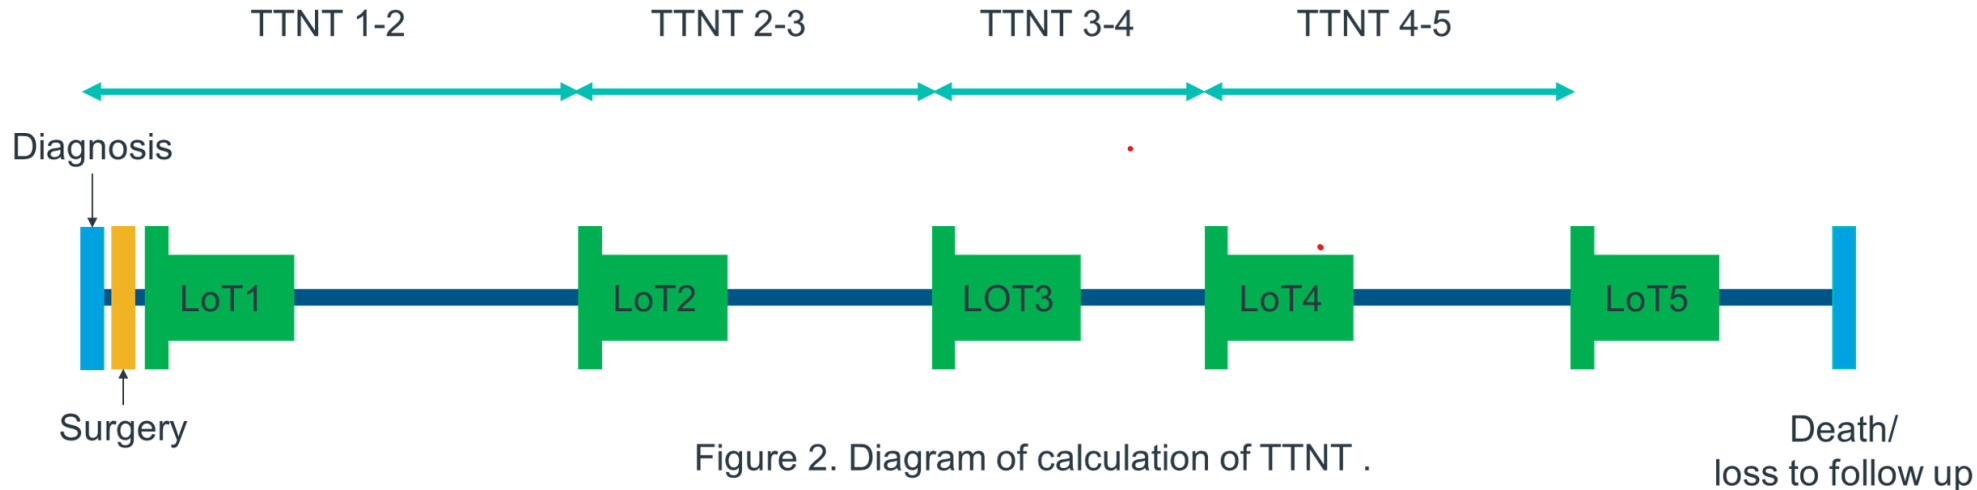 TTNT 1-2 TTNT 2-3 TTNT 3-4 TTNT 4-5
Diagnosis
LoT1 LoT2 LOT3 LoT4 LoT5
Surgery
Death/
loss to follow up
Figure 2. Diagram of calculation of TTNT .